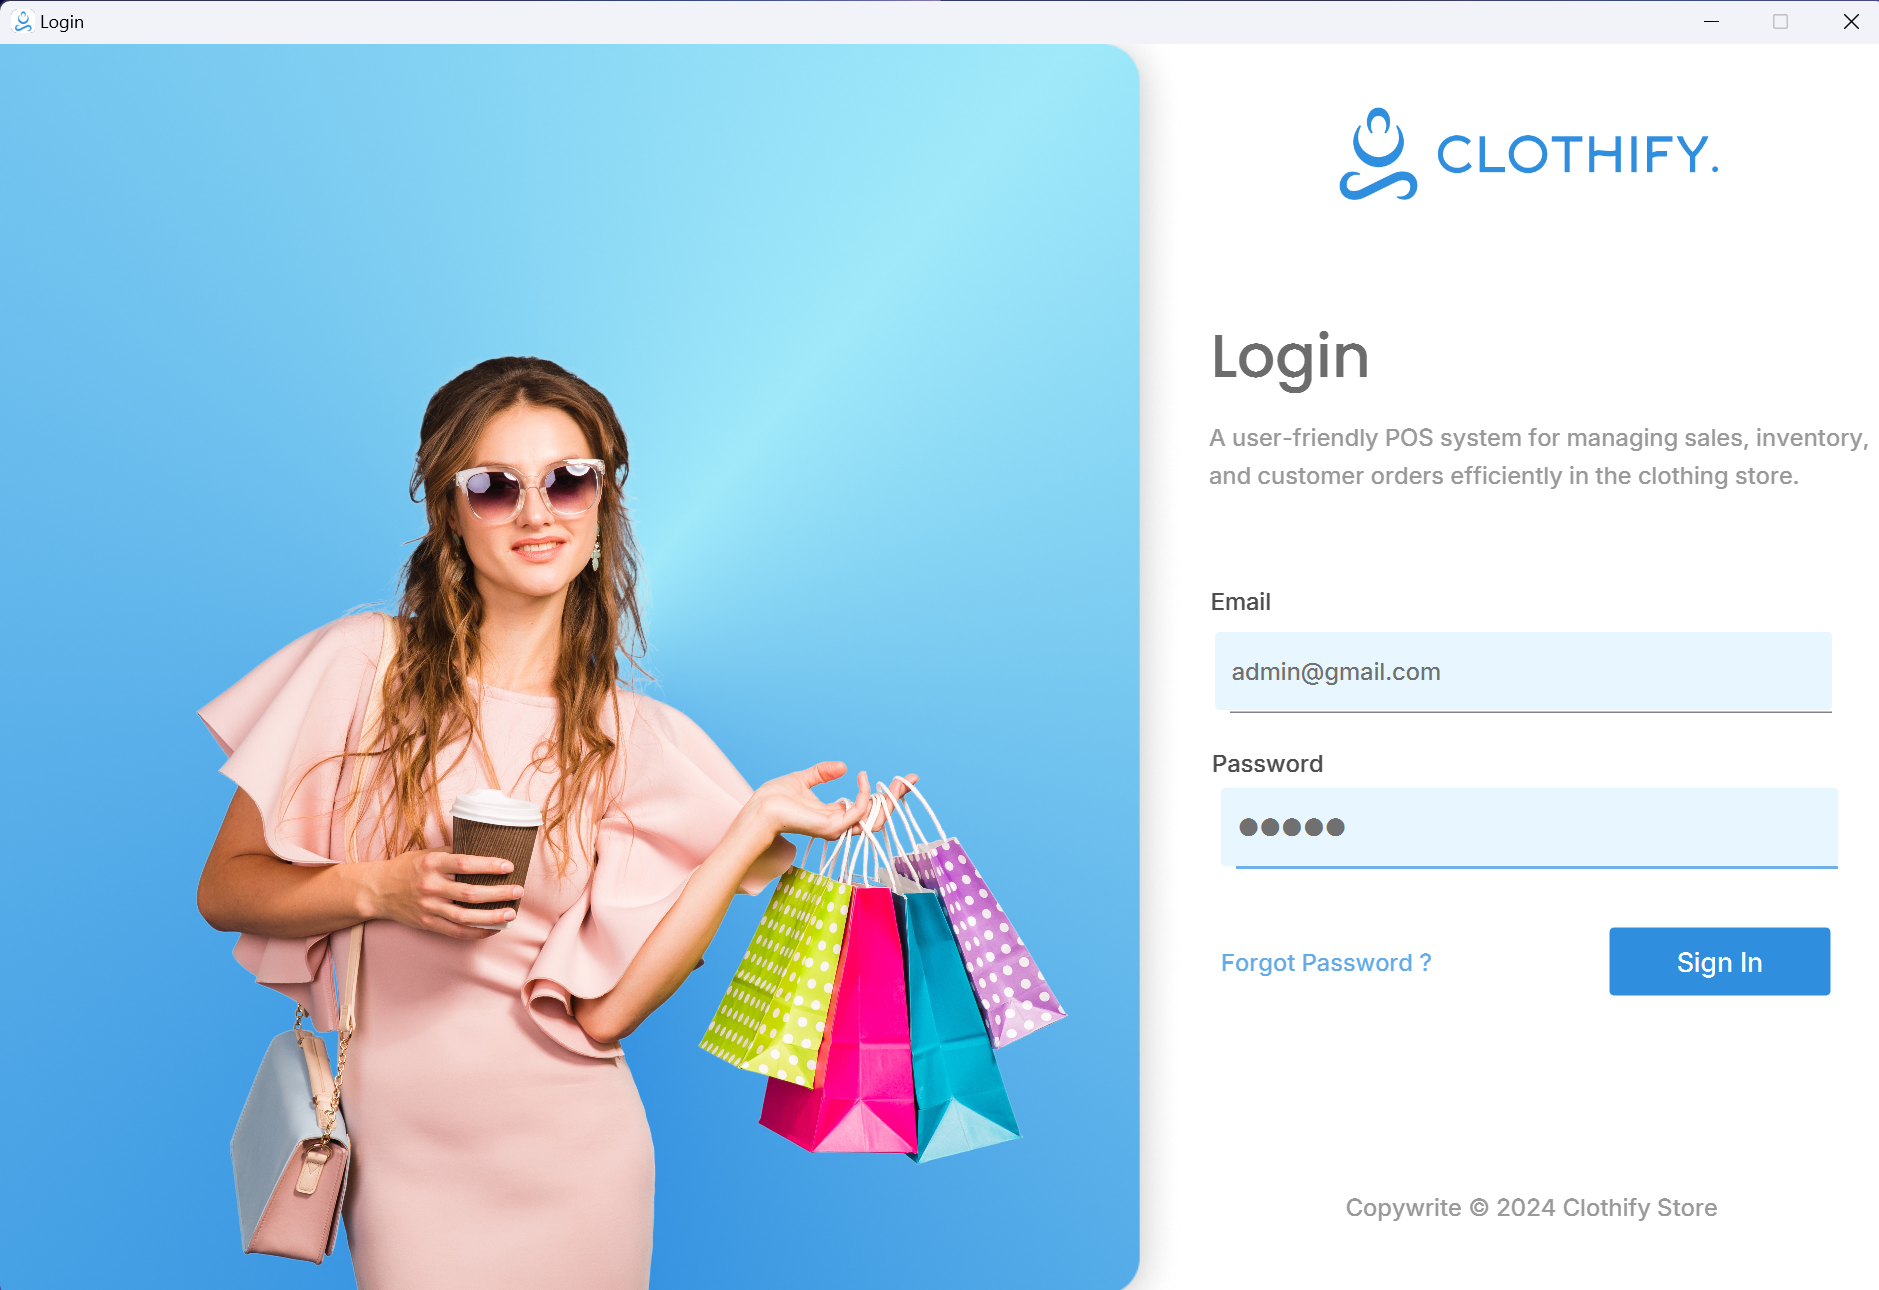 Login
CLOTHIFY.
Login
A user-friendly POS system for managing sales, inventory,
and customer orders efficiently in the clothing store.
Email
admin@gmail.com
Password
●●●●●
Forgot Password ?
Sign In
Copywrite © 2024 Clothify Store